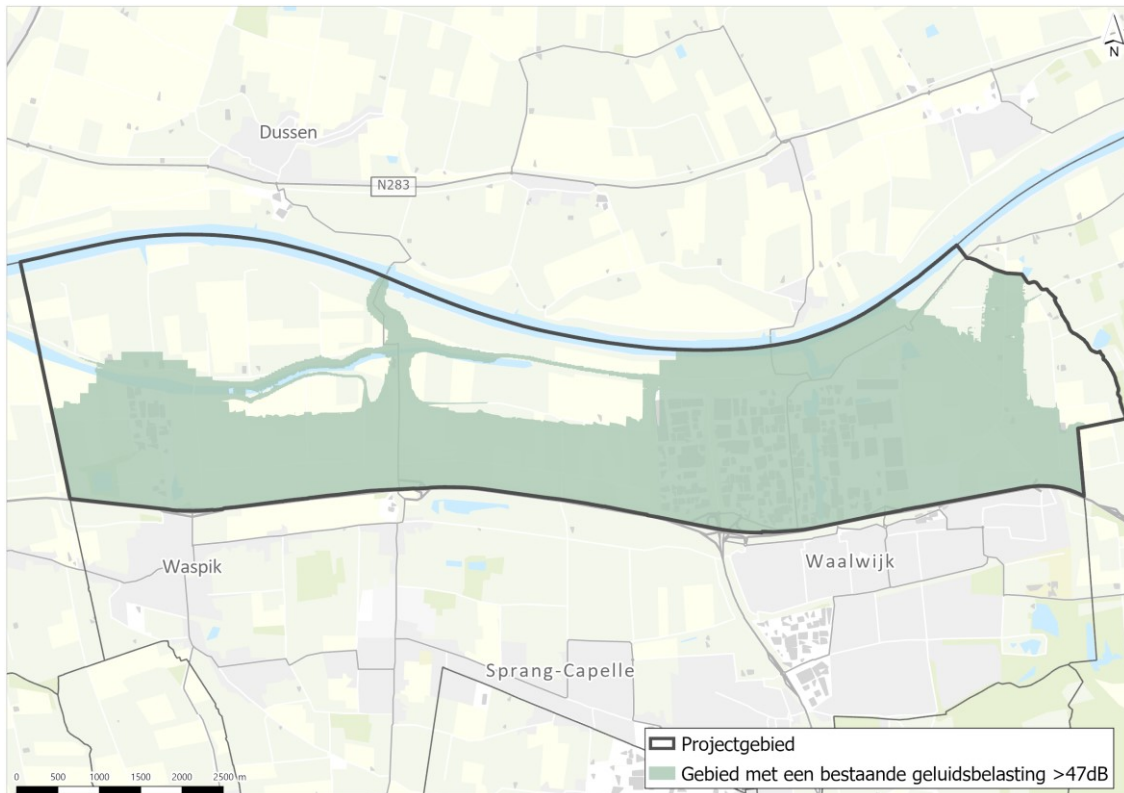 N
Dussen
N283
Waspik
Waalwijk
Sprang-Capelle
Projectgebied
Gebied met een bestaande geluidsbelasting >47dB
0 500 1000 1500 2000 2500 m